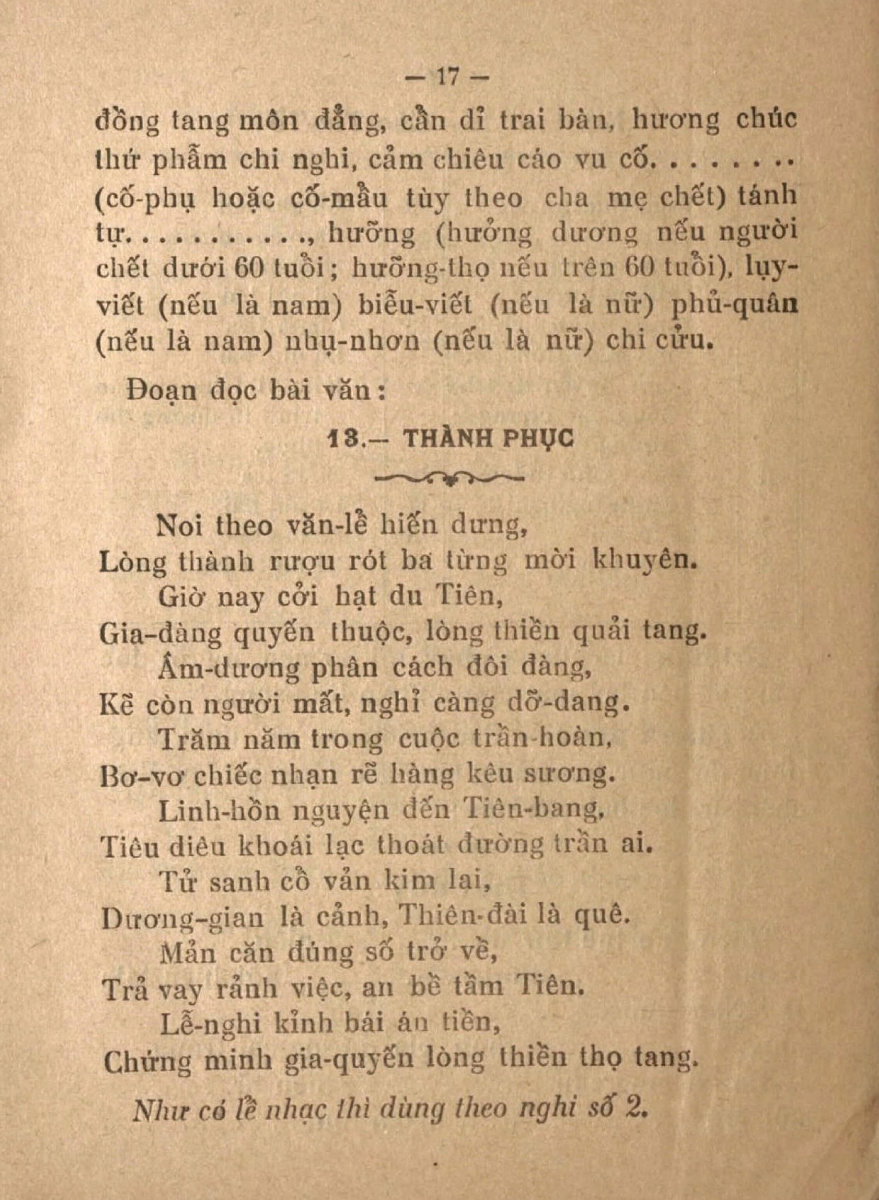 — 17 —
đồng tang môn đẳng, cẩn dỉ trai bàn, hương chúc
thứ phẫm chi nghi, cảm chiêu cáo vu cố........
(cố-phụ hoặc cố-mẫu tùy theo cha mẹ chết) tánh
tự..........., hưỡng (hưởng dương nếu người
chết dưới 60 tuổi; hưỡng-thọ nếu trên 60 tuổi), lụy-
viết (nếu là nam) biễu-viết (nếu là nữ) phủ-quân
(nếu là nam) nhụ-nhơn (nếu là nữ) chi cửu.
Đoạn đọc bài văn:
13.— THÀNH PHỤC
Noi theo văn-lễ hiến dưng,
Lòng thành rượu rót ba từng mời khuyên.
Giờ nay cởi hạt du Tiên,
Gia-đàng quyến thuộc, lòng thiền quải tang.
Âm-dương phân cách đôi đàng,
Kẽ còn người mất, nghỉ càng dỡ-dang.
Trăm năm trong cuộc trần-hoàn,
Bơ-vơ chiếc nhạn rẽ hàng kêu sương.
Linh-hồn nguyện đến Tiên-bang,
Tiêu diêu khoái lạc thoát đường trần ai.
Tử sanh cổ vản kim lai,
Dương-gian là cảnh, Thiên-đài là quê.
Mản căn đúng số trở về,
Trả vay rảnh việc, an bề tầm Tiên.
Lễ-nghi kỉnh bái án tiền,
Chứng minh gia-quyến lòng thiền thọ tang.
Như có lề nhạc thì dùng theo nghi số 2.